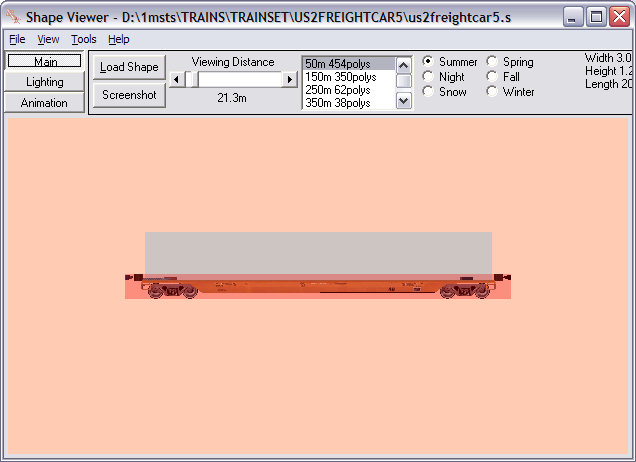 Shape Viewer - D:\1msts\TRAINS\TRAINSET\US2FREIGHTCAR5\us2freightcar5.s
File View Tools Help
Main
Lighting
Animation
Load Shape
Screenshot
Viewing Distance
21.3m
50m 454polys
150m 350polys
250m 62polys
350m 38polys
Summer
Night
Snow
Spring
Fall
Winter
Width 3.0
Height 1.2
Length 20